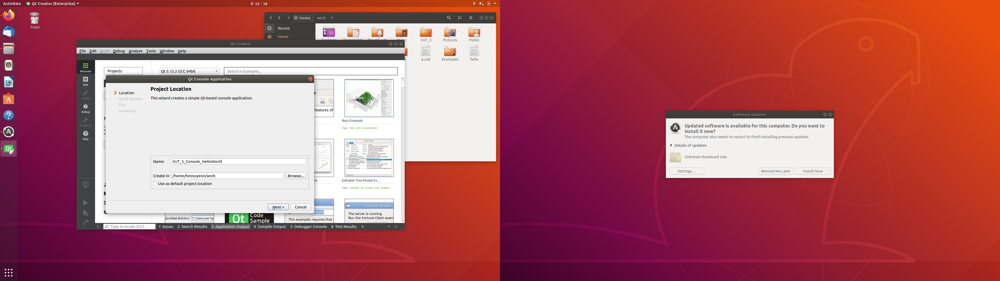 Activities
Qt Creator (Enterprise)
수 15 : 18
Trash
Home
work
Recent
Home
OJT_3
Pictures
Public
a.out
Examples
hello
Qt Creator
File Edit Build Debug Analyze Tools Window Help
Welcome
Edit
Design
Debug
Projects
Help
Projects
Qt 5.12.2 GCC 64bit
Search in Examples...
Qt Console Application
Location
Build System
Kits
Summary
Project Location
This wizard creates a simple Qt-based console application.
Name: OJT_5_Console_HelloWorld
Create in: /home/heosoyeon/work
Browse...
Use as default project location
Next >
Cancel
features of
Bars Example
Tags: bars data visualization
Editable Tree Model Ex...
Tags: editable ios model tree widgets
Download directory: C:\Users\user\Ap
Qt
Code
Sample
This examples requires that
Fortune Server
The server is running.
Run the Fortune Client exam
Type to locate (Ctrl...
1 Issues
2 Search Results
3 Application Output
4 Compile Output
5 Debugger Console
8 Test Results
Software Updater
Updated software is available for this computer. Do you want to
install it now?
The computer also needs to restart to finish installing previous updates.
Details of updates
Unknown download size.
Settings...
Remind Me Later
Install Now